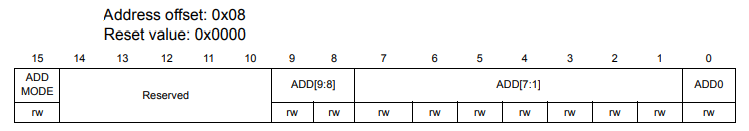 Address offset: 0x08
Reset value: 0x0000
15 14 13 12 11 10 9 8 7 6 5 4 3 2 1 0
ADD MODE Reserved ADD[9:8] ADD[7:1] ADD0
rw rw rw rw rw rw rw rw rw rw rw